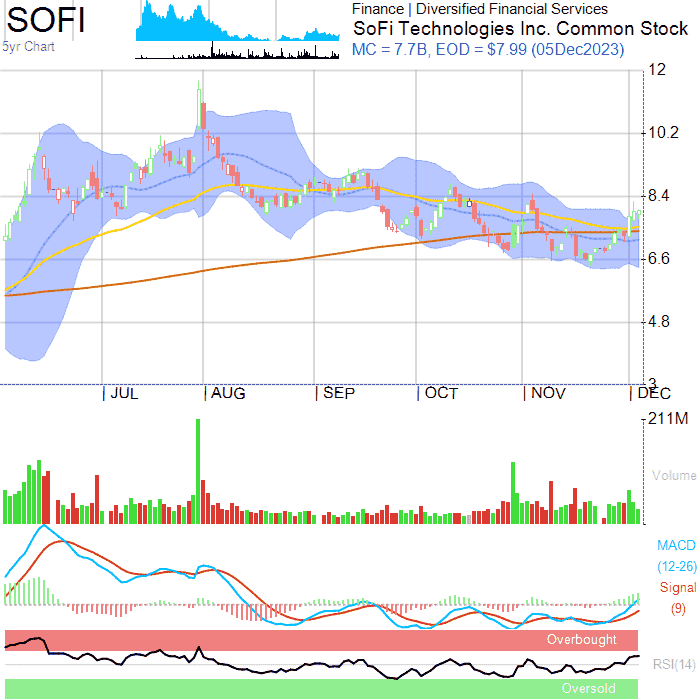 SOFI
5yr Chart
Finance | Diversified Financial Services
SoFi Technologies Inc. Common Stock
MC = 7.7B, EOD = $7.99 (05Dec2023)
12
10.2
8.4
6.6
4.8
3
| JUL | AUG | SEP | OCT | NOV | DEC
211M
Volume
MACD
(12-26)
Signal
(9)
Overbought
RSI(14)
Oversold